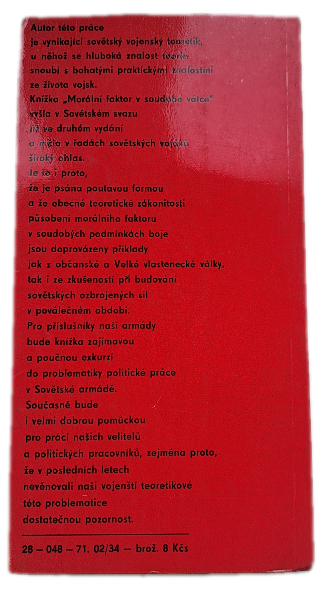 Autor této práce
je vynikající sovětský vojenský teoretik,
u něhož se hluboká znalost teorie
snoubí s bohatými praktickými znalostmi
ze života vojsk.
Knížka „Morální faktor v soudobé válce"
vyšla v Sovětském svazu
již ve druhém vydání
a měla v řadách sovětských vojáků
široký ohlas.
Je to i proto,
že je psána poutavou formou
a že obecné teoretické zákonitosti
působení morálního faktoru
v soudobých podmínkách boje
jsou doprovázeny příklady
jak z občanské a Velké vlastenecké války,
tak i ze zkušeností při budování
sovětských ozbrojených sil
v poválečném období.
Pro příslušníky naší armády
bude knížka zajímavou
a poučnou exkurzí
do problematiky politické práce
v Sovětské armádě.
Současně bude
i velmi dobrou pomůckou
pro práci našich velitelů
a politických pracovníků, zejména proto,
že v posledních letech
nevěnovali naši vojenští teoretikové
této problematice
dostatečnou pozornost.
28 – 048 – 71. 02/34 – brož. 8 Kčs